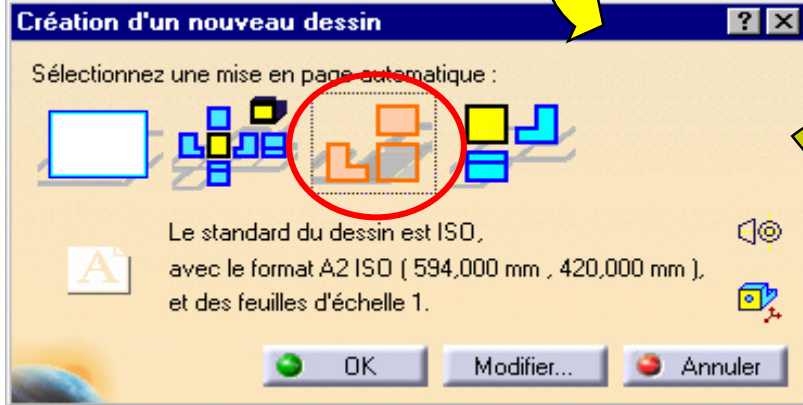 Création d'un nouveau dessin
Sélectionnez une mise en page automatique :
Le standard du dessin est ISO,
avec le format A2 ISO ( 594,000 mm , 420,000 mm ),
et des feuilles d'échelle 1.
A
OK
Modifier...
Annuler